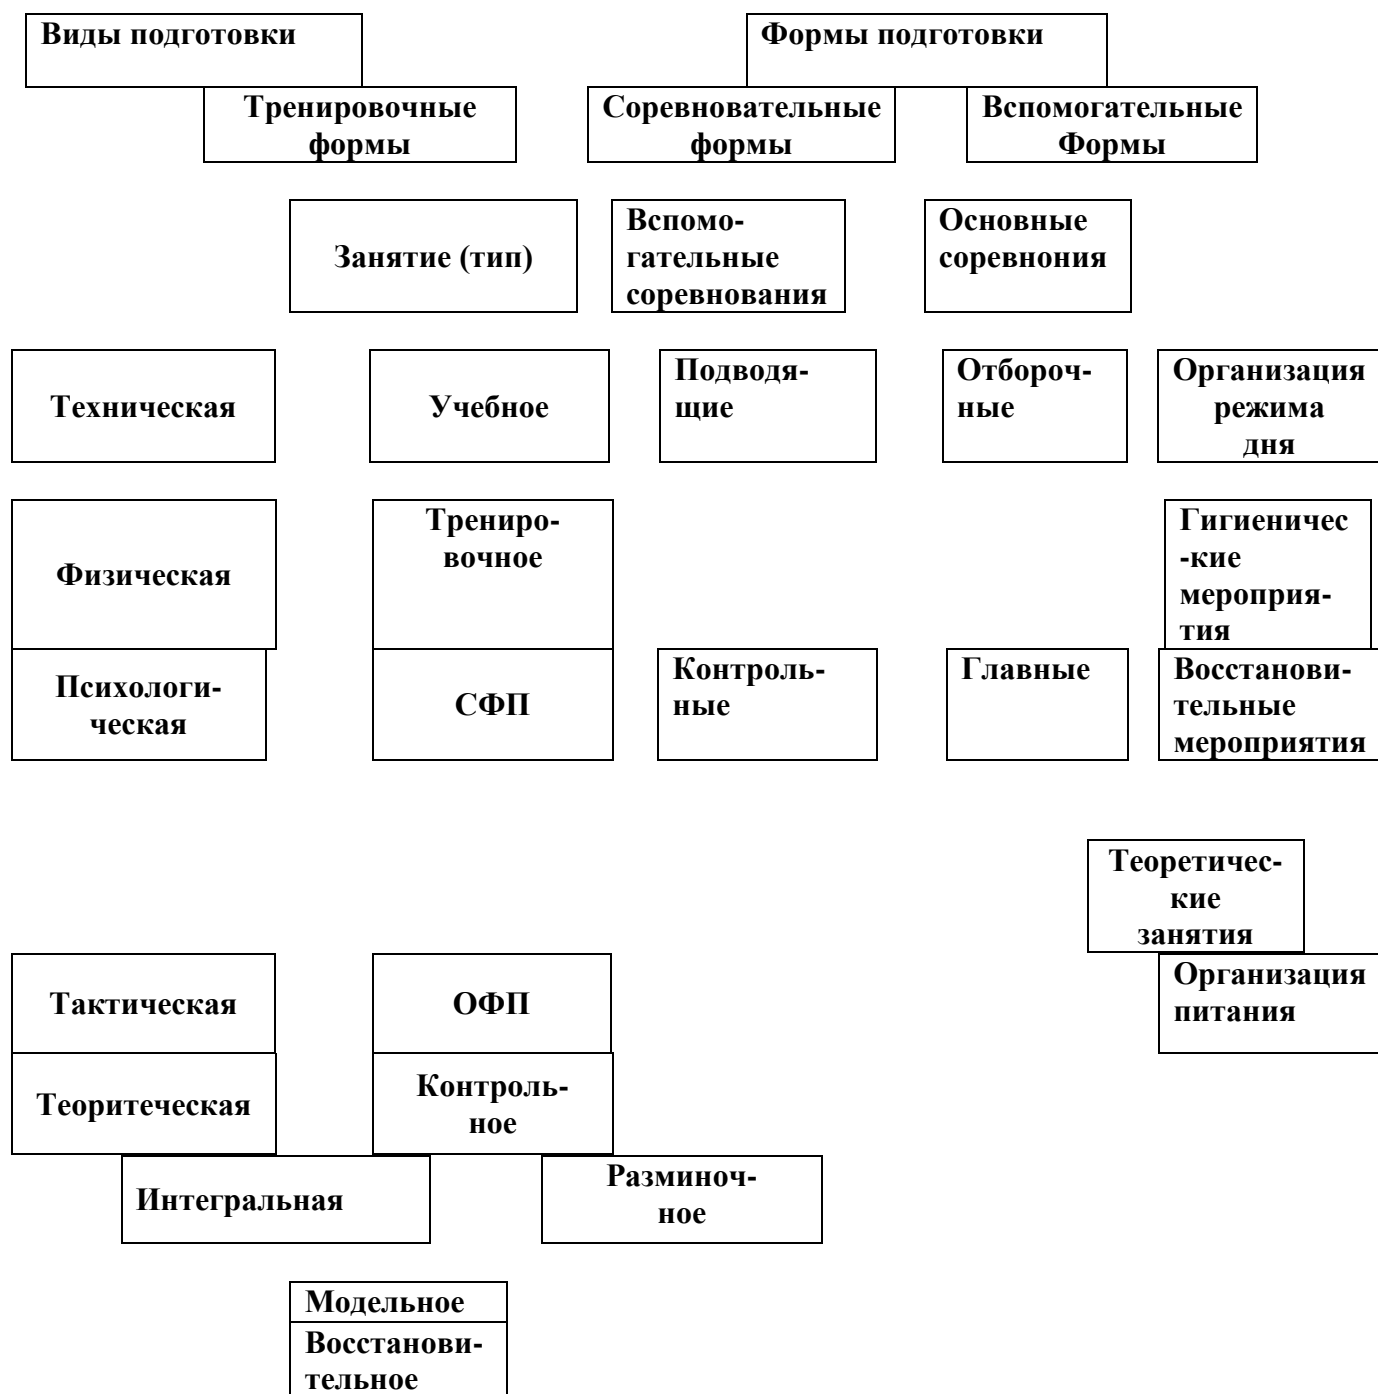 Виды подготовки
Формы подготовки
Тренировочные
формы
Соревновательные
формы
Вспомогательные
Формы
Занятие (тип)
Вспомо-
гательные
соревнования
Основные
соревнония
Техническая
Учебное
Подводя-
щие
Отбороч-
ные
Организация
режима
дня
Физическая
Трениро-
вочное
Гигиеничес
-кие
мероприя-
тия
Психологи-
ческая
СФП
Контроль-
ные
Главные
Восстанови-
тельные
мероприятия
Теоретичес-
кие
занятия
Тактическая
ОФП
Организация
питания
Теоритеческая
Контроль-
ное
Интегральная
Разминоч-
ное
Модельное
Восстанови-
тельное